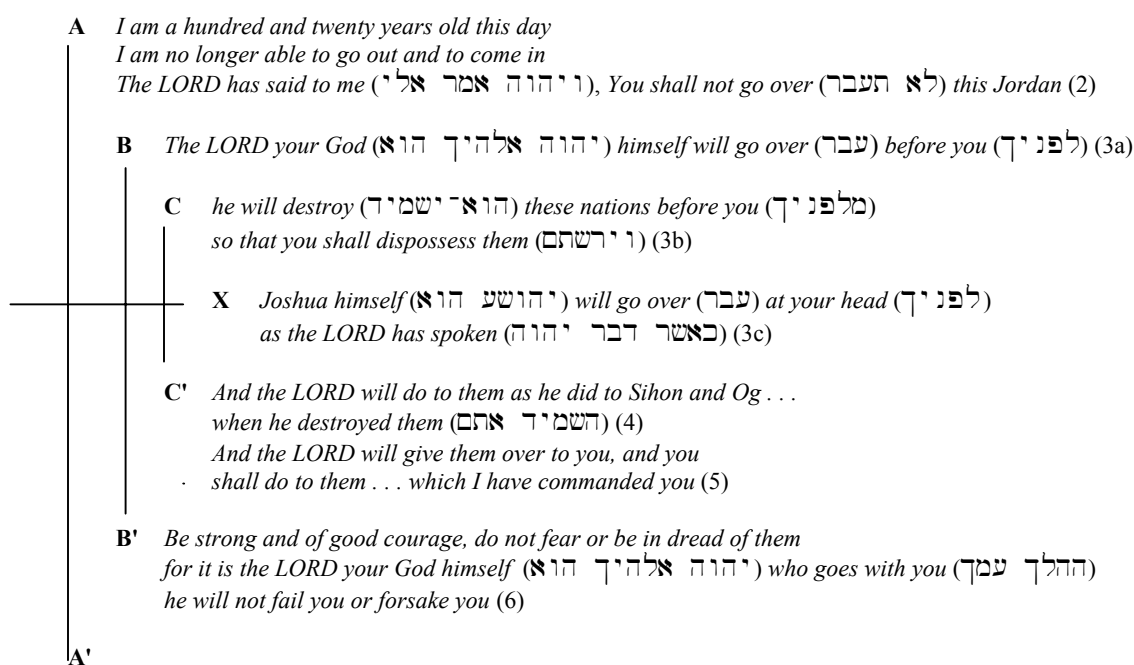 A I am a hundred and twenty years old this day
I am no longer able to go out and to come in
The LORD has said to me (ויהוה אמר אלי), You shall not go over (לא תעבר) this Jordan (2)
B The LORD your God (יהוה אלהיך הוא) himself will go over (עבר) before you (לפניך) (3a)
C he will destroy (הוא־ישמיד) these nations before you (מלפניך)
so that you shall dispossess them (וירשתם) (3b)
X Joshua himself (יהושע הוא) will go over (עבר) at your head (לפניך)
as the LORD has spoken (כאשר דבר יהוה) (3c)
C' And the LORD will do to them as he did to Sihon and Og . . .
when he destroyed them (השמיד אתם) (4)
And the LORD will give them over to you, and you
shall do to them . . . which I have commanded you (5)
B' Be strong and of good courage, do not fear or be in dread of them
for it is the LORD your God himself (יהוה אלהיך הוא) who goes with you (ההלך עמך)
he will not fail you or forsake you (6)
A'